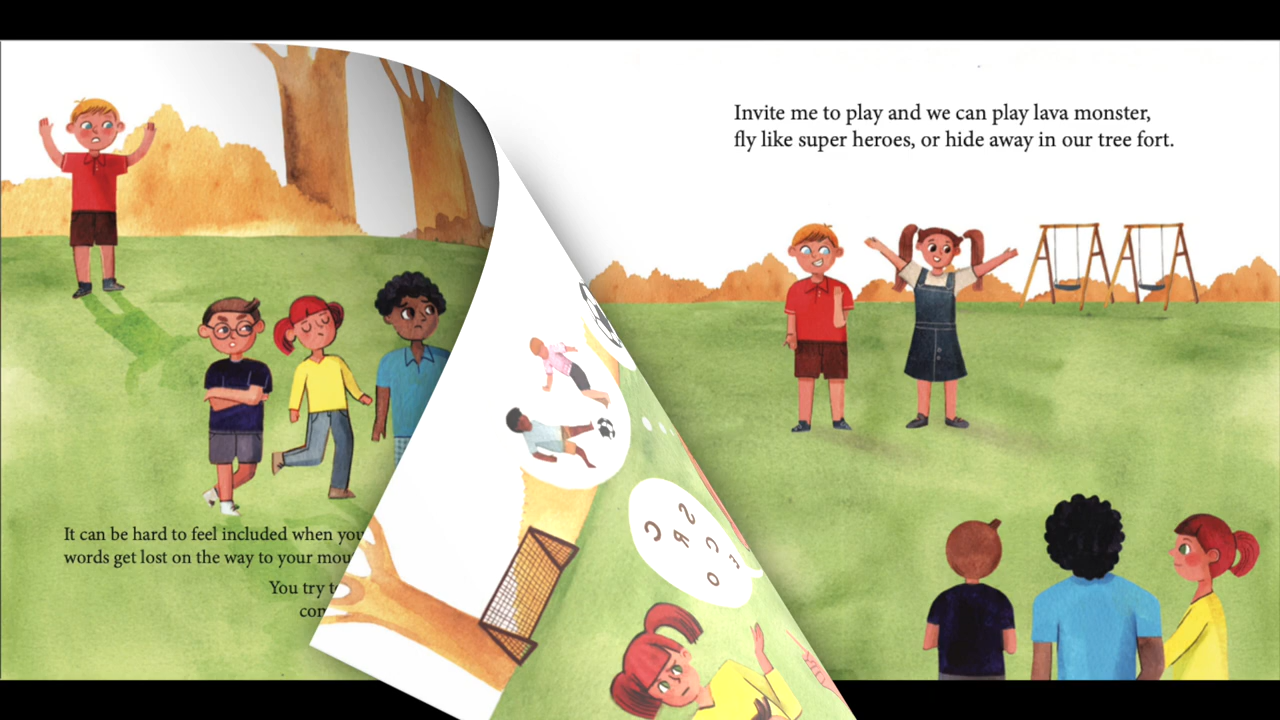 It can be hard to feel included when you
words get lost on the way to your
You try
Invite me to play and we can play lava monster,
fly like super heroes, or hide away in our tree fort.